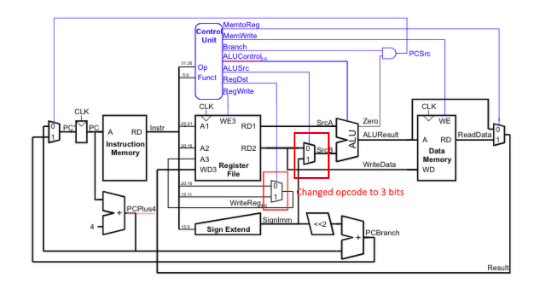 MemtoReg
Control
MemWrite
Unit
Branch
ALUControl2:0
PCSrc
Op
ALUSrc
Funct
RegDst
RegWrite
31:26
5:0
CLK
CLK
CLK
0
1
PC'
PC
A RD
Instruction
Memory
Instr
25:21
A1
WE3
RD1
SrcA
Zero
WE
ALU
ALUResult
A RD
ReadData
0
1
20:16
A2
RD2
0
1
SrcB
Data
Memory
A3
Register
WD3
File
WriteData
WD
20:16
15:11
0
1
Changed opcode to 3 bits
PCPlus4
WriteReg4:0
4
+
SignImm
15:0
Sign Extend
<<2
+
PCBranch
Result